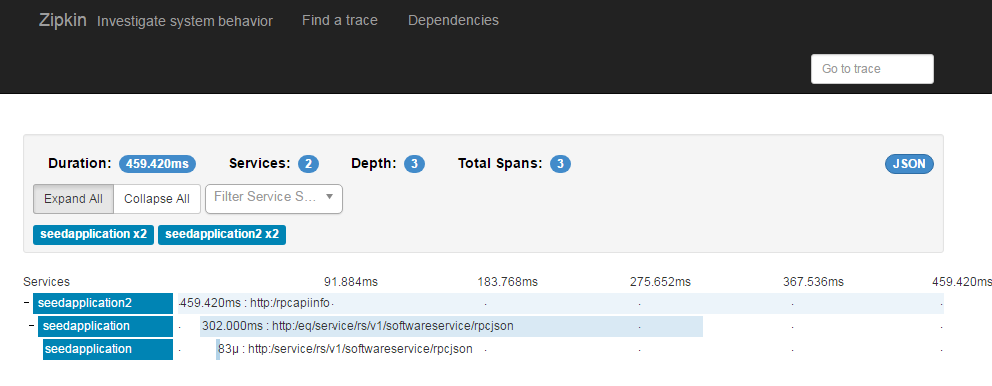 Zipkin Investigate system behavior Find a trace Dependencies
Go to trace
Duration: 459.420ms Services: 2 Depth: 3 Total Spans: 3 JSON
Expand All Collapse All Filter Service S...
seedapplication x2 seedapplication2 x2
Services 91.884ms 183.768ms 275.652ms 367.536ms 459.420ms
- seedapplication2 459.420ms : http:/rpcapiinfo
- seedapplication 302.000ms : http:/eq/service/rs/v1/softwareservice/rpcjson
seedapplication 83μ : http:/service/rs/v1/softwareservice/rpcjson